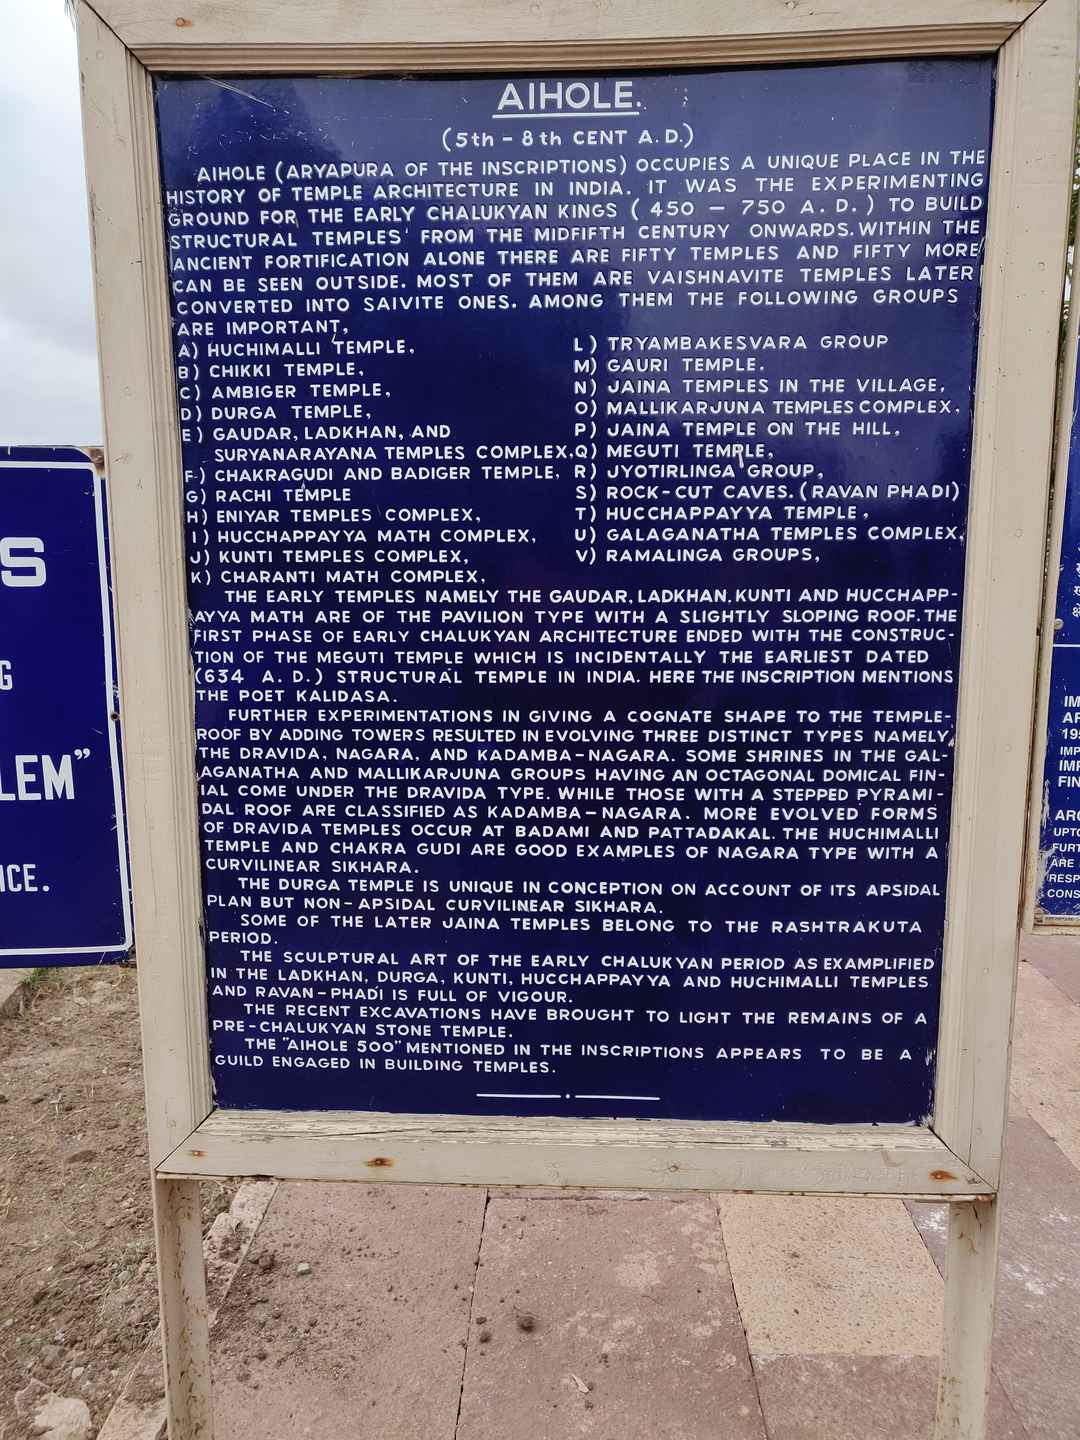 AIHOLE.
(5th - 8th CENT A.D.)
AIHOLE (ARYAPURA OF THE INSCRIPTIONS) OCCUPIES A UNIQUE PLACE IN THE
HISTORY OF TEMPLE ARCHITECTURE IN INDIA. IT WAS THE EXPERIMENTING
GROUND FOR THE EARLY CHALUKYAN KINGS ( 450 – 750 A. D. ) TO BUILD
STRUCTURAL TEMPLES' FROM THE MIDFIFTH CENTURY ONWARDS. WITHIN THE
ANCIENT FORTIFICATION ALONE THERE ARE FIFTY TEMPLES AND FIFTY MORE
CAN BE SEEN OUTSIDE. MOST OF THEM ARE VAISHNAVITE TEMPLES LATER
CONVERTED INTO SAIVITE ONES. AMONG THEM THE FOLLOWING GROUPS
ARE IMPORTANT,
A) HUCHIMALLI TEMPLE,
B) CHIKKI TEMPLE,
C) AMBIGER TEMPLE,
D) DURGA TEMPLE,
E) GAUDAR, LADKHAN, AND
SURYANARAYANA TEMPLES COMPLEX,
F) CHAKRAGUDI AND BADIGER TEMPLE,
G) RACHI TEMPLE
H) ENIYAR TEMPLES COMPLEX,
I) HUCCHAPPAYYA MATH COMPLEX,
J) KUNTI TEMPLES COMPLEX,
K) CHARANTI MATH COMPLEX,
L) TRYAMBAKESVARA GROUP
M) GAURI TEMPLE.
N) JAINA TEMPLES IN THE VILLAGE,
O) MALLIKARJUNA TEMPLES COMPLEX,
P) JAINA TEMPLE ON THE HILL,
Q) MEGUTI TEMPLE,
R) JYOTIRLINGA GROUP,
S) ROCK-CUT CAVES. (RAVAN PHADI)
T) HUCCHAPPAYYA TEMPLE,
U) GALAGANATHA TEMPLES COMPLEX,
V) RAMALINGA GROUPS,
THE EARLY TEMPLES NAMELY THE GAUDAR, LADKHAN, KUNTI AND HUCCHAPP-
AYYA MATH ARE OF THE PAVILION TYPE WITH A SLIGHTLY SLOPING ROOF. THE
FIRST PHASE OF EARLY CHALUKYAN ARCHITECTURE ENDED WITH THE CONSTRUC-
TION OF THE MEGUTI TEMPLE WHICH IS INCIDENTALLY THE EARLIEST DATED
(634 A. D.) STRUCTURAL TEMPLE IN INDIA. HERE THE INSCRIPTION MENTIONS
THE POET KALIDASA.
FURTHER EXPERIMENTATIONS IN GIVING A COGNATE SHAPE TO THE TEMPLE-
ROOF BY ADDING TOWERS RESULTED IN EVOLVING THREE DISTINCT TYPES NAMELY
THE DRAVIDA, NAGARA, AND KADAMBA-NAGARA. SOME SHRINES IN THE GAL-
AGANATHA AND MALLIKARJUNA GROUPS HAVING AN OCTAGONAL DOMICAL FIN-
IAL COME UNDER THE DRAVIDA TYPE. WHILE THOSE WITH A STEPPED PYRAMI-
DAL ROOF ARE CLASSIFIED AS KADAMBA-NAGARA. MORE EVOLVED FORMS
OF DRAVIDA TEMPLES OCCUR AT BADAMI AND PATTADAKAL. THE HUCHIMALLI
TEMPLE AND CHAKRA GUDI ARE GOOD EXAMPLES OF NAGARA TYPE WITH A
CURVILINEAR SIKHARA.
THE DURGA TEMPLE IS UNIQUE IN CONCEPTION ON ACCOUNT OF ITS APSIDAL
PLAN BUT NON-APSIDAL CURVILINEAR SIKHARA.
SOME OF THE LATER JAINA TEMPLES BELONG TO THE RASHTRAKUTA
PERIOD.
THE SCULPTURAL ART OF THE EARLY CHALUKYAN PERIOD AS EXAMPLIFIED
IN THE LADKHAN, DURGA, KUNTI, HUCCHAPPAYYA AND HUCHIMALLI TEMPLES
AND RAVAN-PHADI IS FULL OF VIGOUR.
THE RECENT EXCAVATIONS HAVE BROUGHT TO LIGHT THE REMAINS OF A
PRE-CHALUKYAN STONE TEMPLE.
THE "AIHOLE 500" MENTIONED IN THE INSCRIPTIONS APPEARS TO BE A
GUILD ENGAGED IN BUILDING TEMPLES.